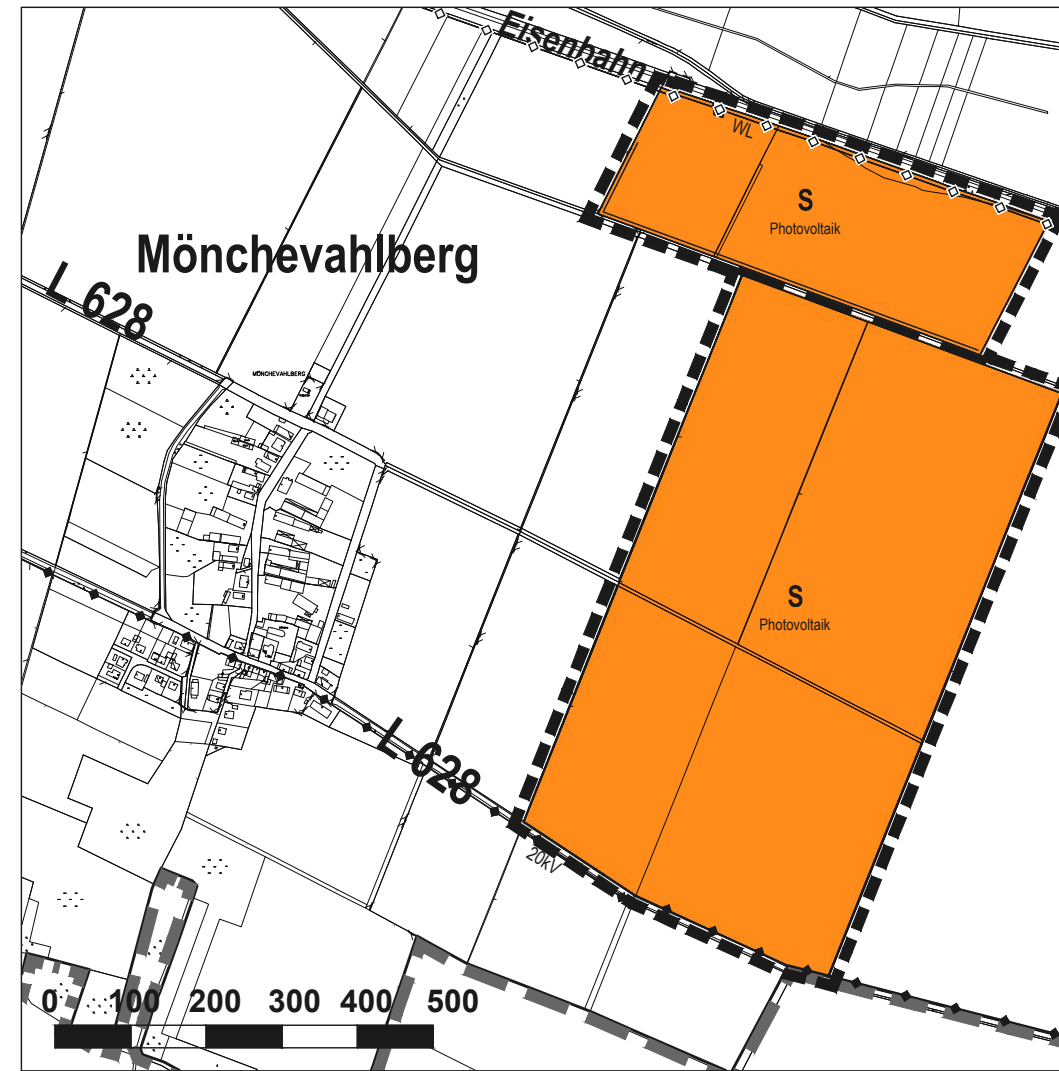 Eisenbahn
WL
S
Photovoltaik
Mönchevahlberg
L 628
MÖNCHEVAHLBERG
S
Photovoltaik
L 628
20kV
0 100 200 300 400 500